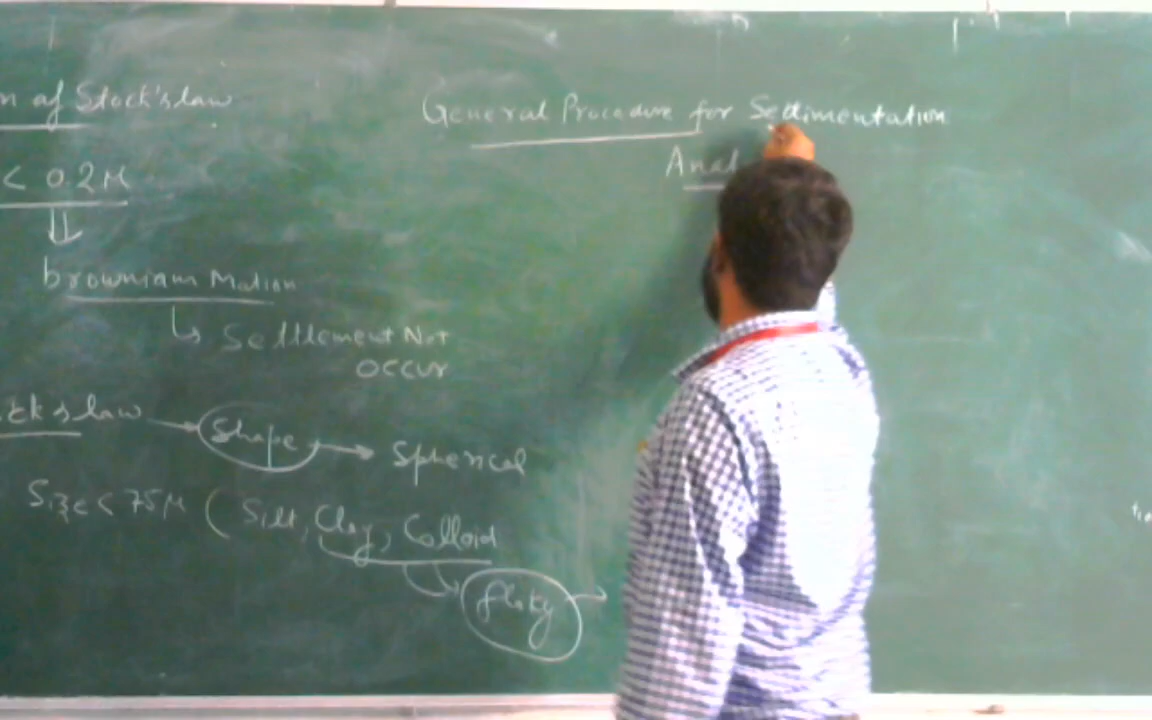 n of Stock's law
< 0.2 μ
brownian Motion
↳ Settlement Not
occur
ck's law → Shape → Spherical
Size < 75 μ ( Silt, Clay, Colloid
flaky →
General Procedure for Sedimentation
Anal